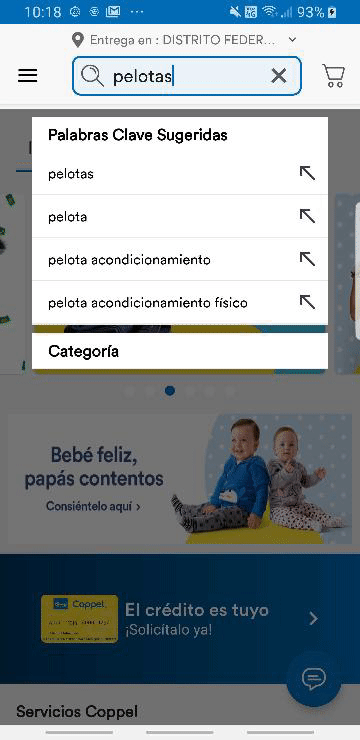 10:18
93%
Entrega en : DISTRITO FEDER...
pelotas
Palabras Clave Sugeridas
pelotas
pelota
pelota acondicionamiento
pelota acondicionamiento físico
Categoría
Bebé feliz,
papás contentos
Consiéntelo aquí >
Coppel
El crédito es tuyo
¡Solicítalo ya!
Servicios Coppel